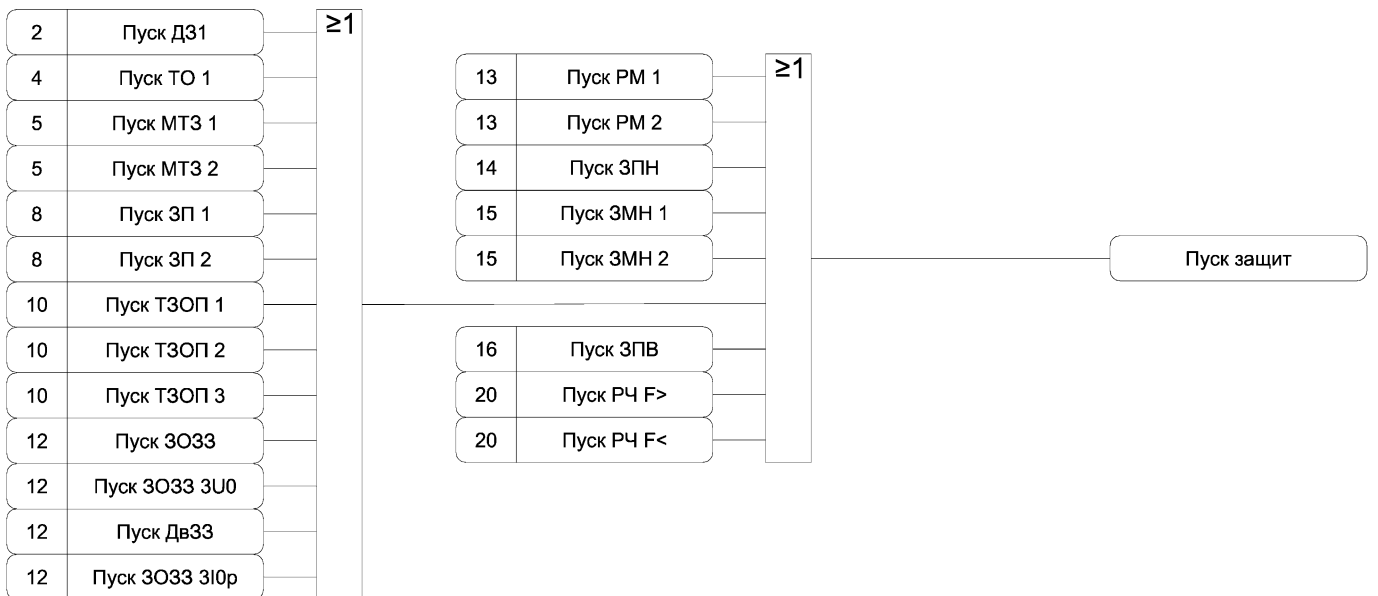 ≥1
2 Пуск ДЗ1
4 Пуск ТО 1
5 Пуск МТЗ 1
5 Пуск МТЗ 2
8 Пуск ЗП 1
8 Пуск ЗП 2
10 Пуск ТЗОП 1
10 Пуск ТЗОП 2
10 Пуск ТЗОП 3
12 Пуск ЗОЗЗ
12 Пуск ЗОЗЗ 3U0
12 Пуск ДвЗЗ
12 Пуск ЗОЗЗ 3I0р
≥1
13 Пуск РМ 1
13 Пуск РМ 2
14 Пуск ЗПН
15 Пуск ЗМН 1
15 Пуск ЗМН 2
16 Пуск ЗПВ
20 Пуск РЧ F>
20 Пуск РЧ F<
Пуск защит